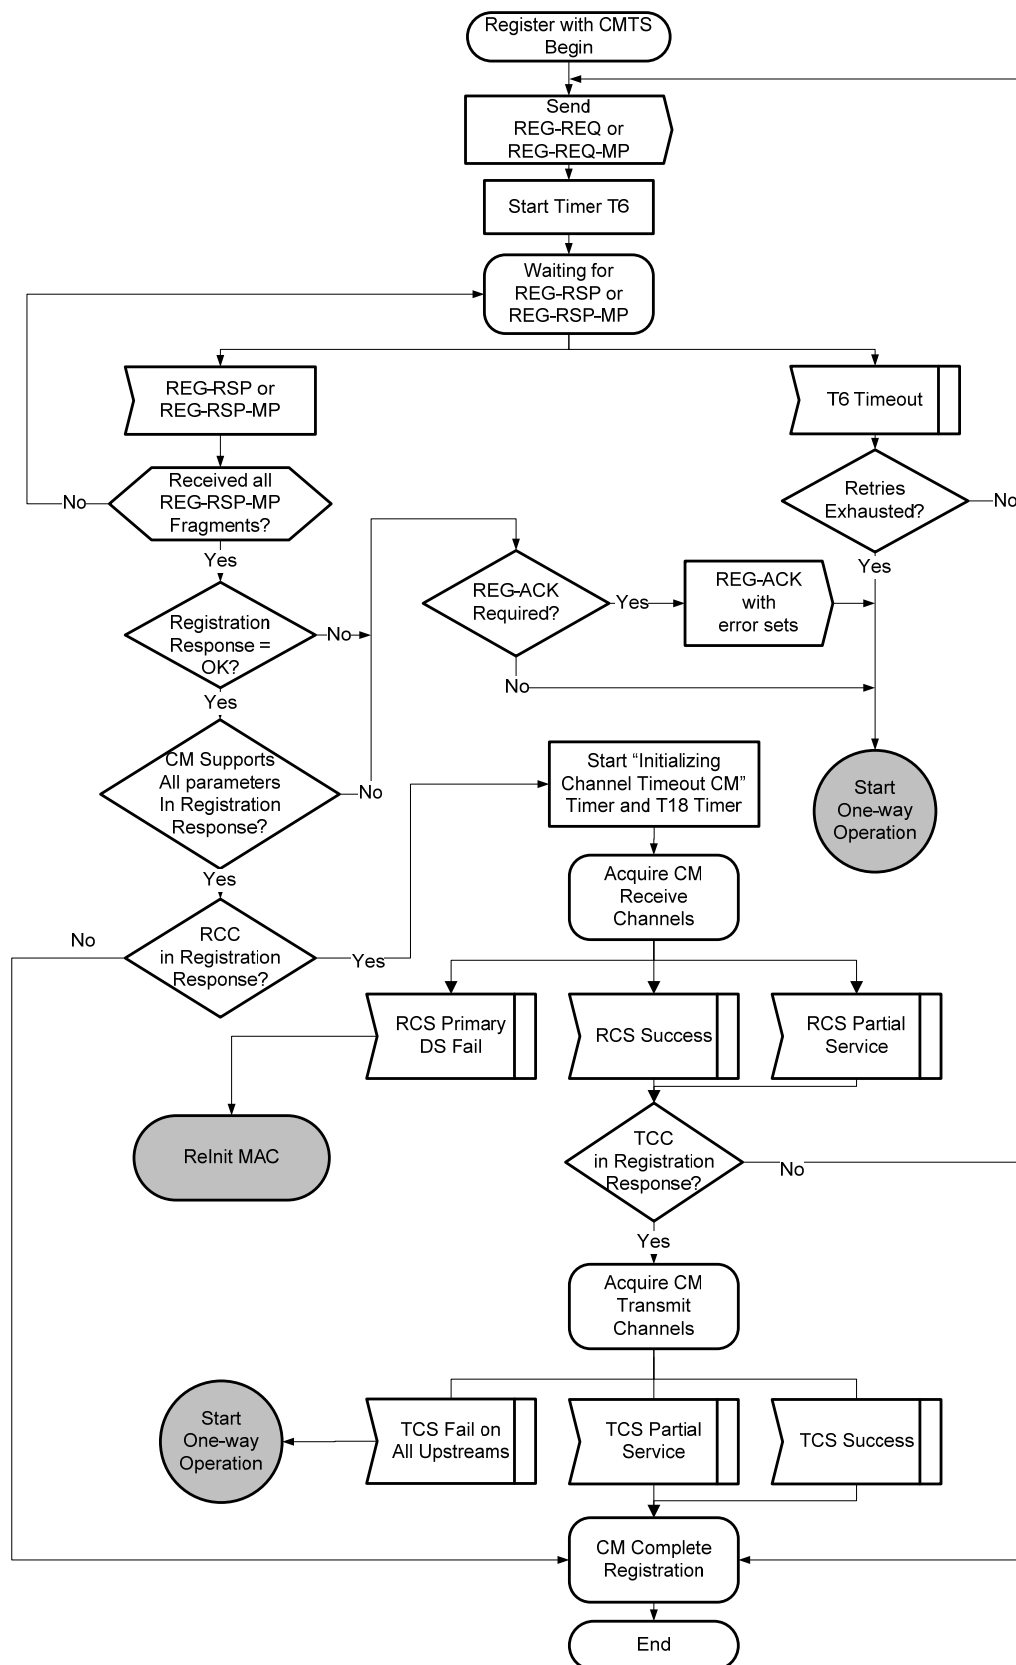 Register with CMTS
Begin
Send
REG-REQ or
REG-REQ-MP
Start Timer T6
Waiting for
REG-RSP or
REG-RSP-MP
REG-RSP or
REG-RSP-MP
T6 Timeout
Received all
REG-RSP-MP
Fragments?
No
Retries
Exhausted?
No
Yes
Yes
REG-ACK
Required?
Yes
REG-ACK
with
error sets
Registration
Response =
OK?
No
No
Yes
CM Supports
All parameters
In Registration
Response?
No
Start “Initializing
Channel Timeout CM”
Timer and T18 Timer
Start
One-way
Operation
Yes
Acquire CM
Receive
Channels
No
RCC
in Registration
Response?
Yes
RCS Primary
DS Fail
RCS Success
RCS Partial
Service
ReInit MAC
TCC
in Registration
Response?
No
Yes
Acquire CM
Transmit
Channels
Start
One-way
Operation
TCS Fail on
All Upstreams
TCS Partial
Service
TCS Success
CM Complete
Registration
End